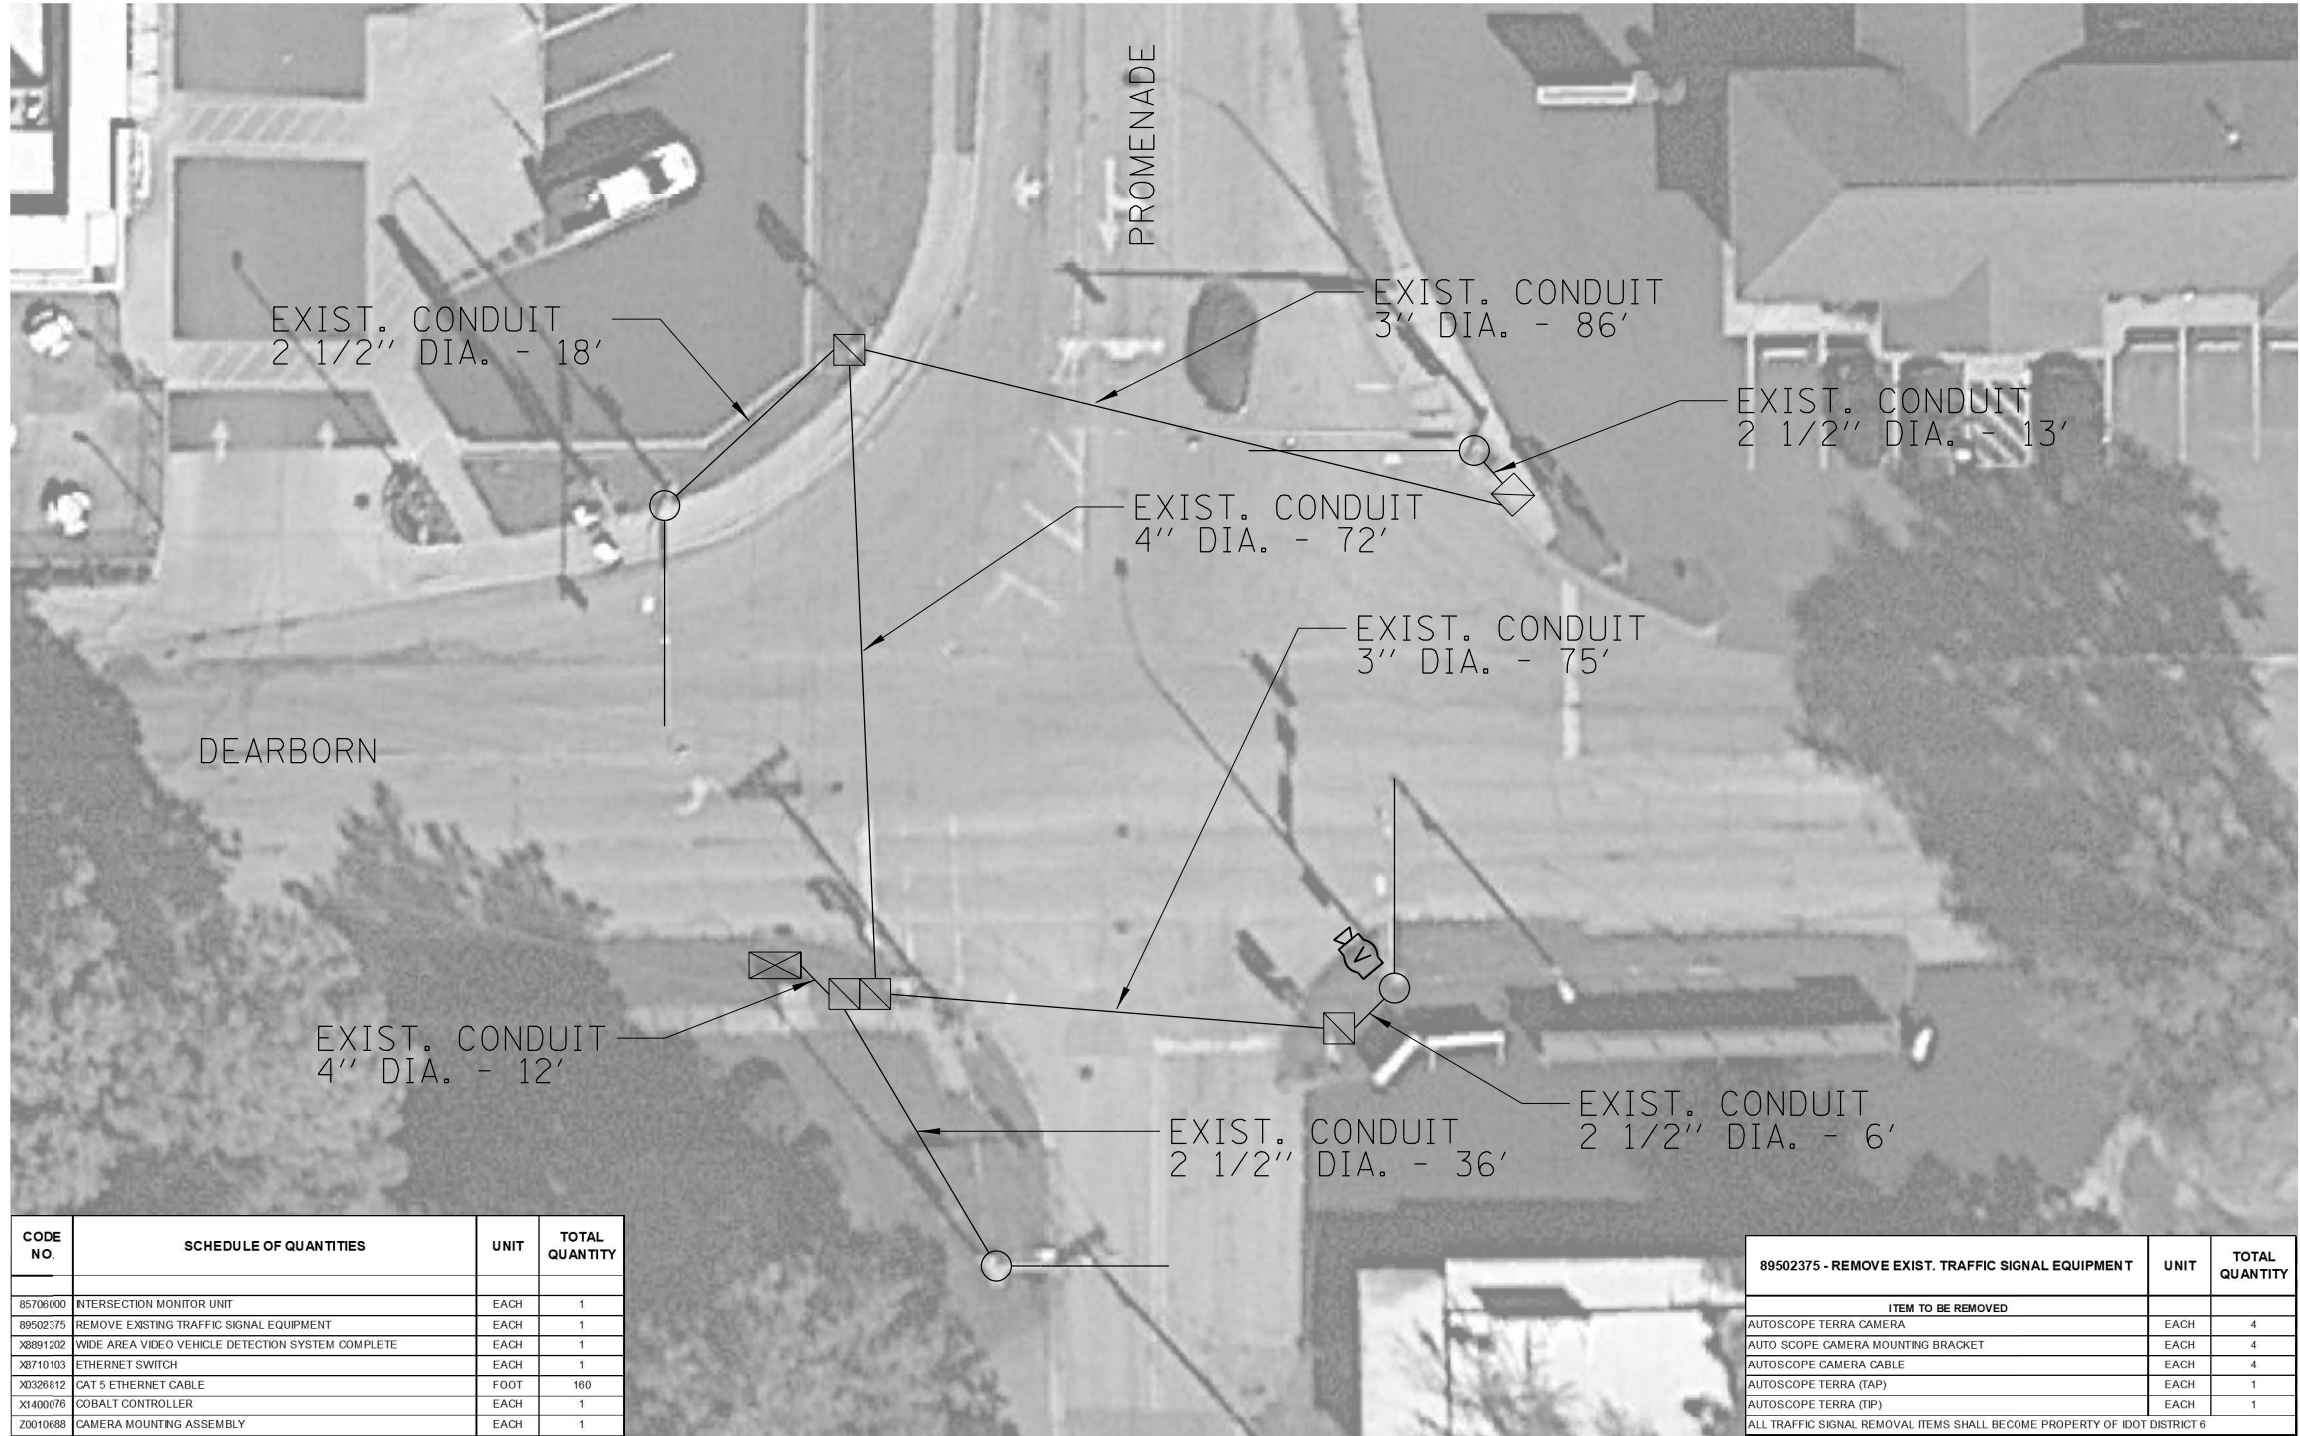 PROMENADE
EXIST. CONDUIT
2 1/2" DIA. - 18'
EXIST. CONDUIT
3" DIA. - 86'
EXIST. CONDUIT
2 1/2" DIA. - 13'
EXIST. CONDUIT
4" DIA. - 72'
EXIST. CONDUIT
3" DIA. - 75'
DEARBORN
V
EXIST. CONDUIT
4" DIA. - 12'
EXIST. CONDUIT
2 1/2" DIA. - 6'
EXIST. CONDUIT
2 1/2" DIA. - 36'
CODE NO. SCHEDULE OF QUANTITIES UNIT TOTAL QUANTITY
85706000 INTERSECTION MONITOR UNIT EACH 1
89502375 REMOVE EXISTING TRAFFIC SIGNAL EQUIPMENT EACH 1
X8891202 WIDE AREA VIDEO VEHICLE DETECTION SYSTEM COMPLETE EACH 1
X8710103 ETHERNET SWITCH EACH 1
X0326812 CAT 5 ETHERNET CABLE FOOT 160
X1400076 COBALT CONTROLLER EACH 1
Z0010688 CAMERA MOUNTING ASSEMBLY EACH 1
89502375 - REMOVE EXIST. TRAFFIC SIGNAL EQUIPMENT UNIT TOTAL QUANTITY
ITEM TO BE REMOVED
AUTOSCOPE TERRA CAMERA EACH 4
AUTO SCOPE CAMERA MOUNTING BRACKET EACH 4
AUTOSCOPE CAMERA CABLE EACH 4
AUTOSCOPE TERRA (TAP) EACH 1
AUTOSCOPE TERRA (TIP) EACH 1
ALL TRAFFIC SIGNAL REMOVAL ITEMS SHALL BECOME PROPERTY OF IDOT DISTRICT 6